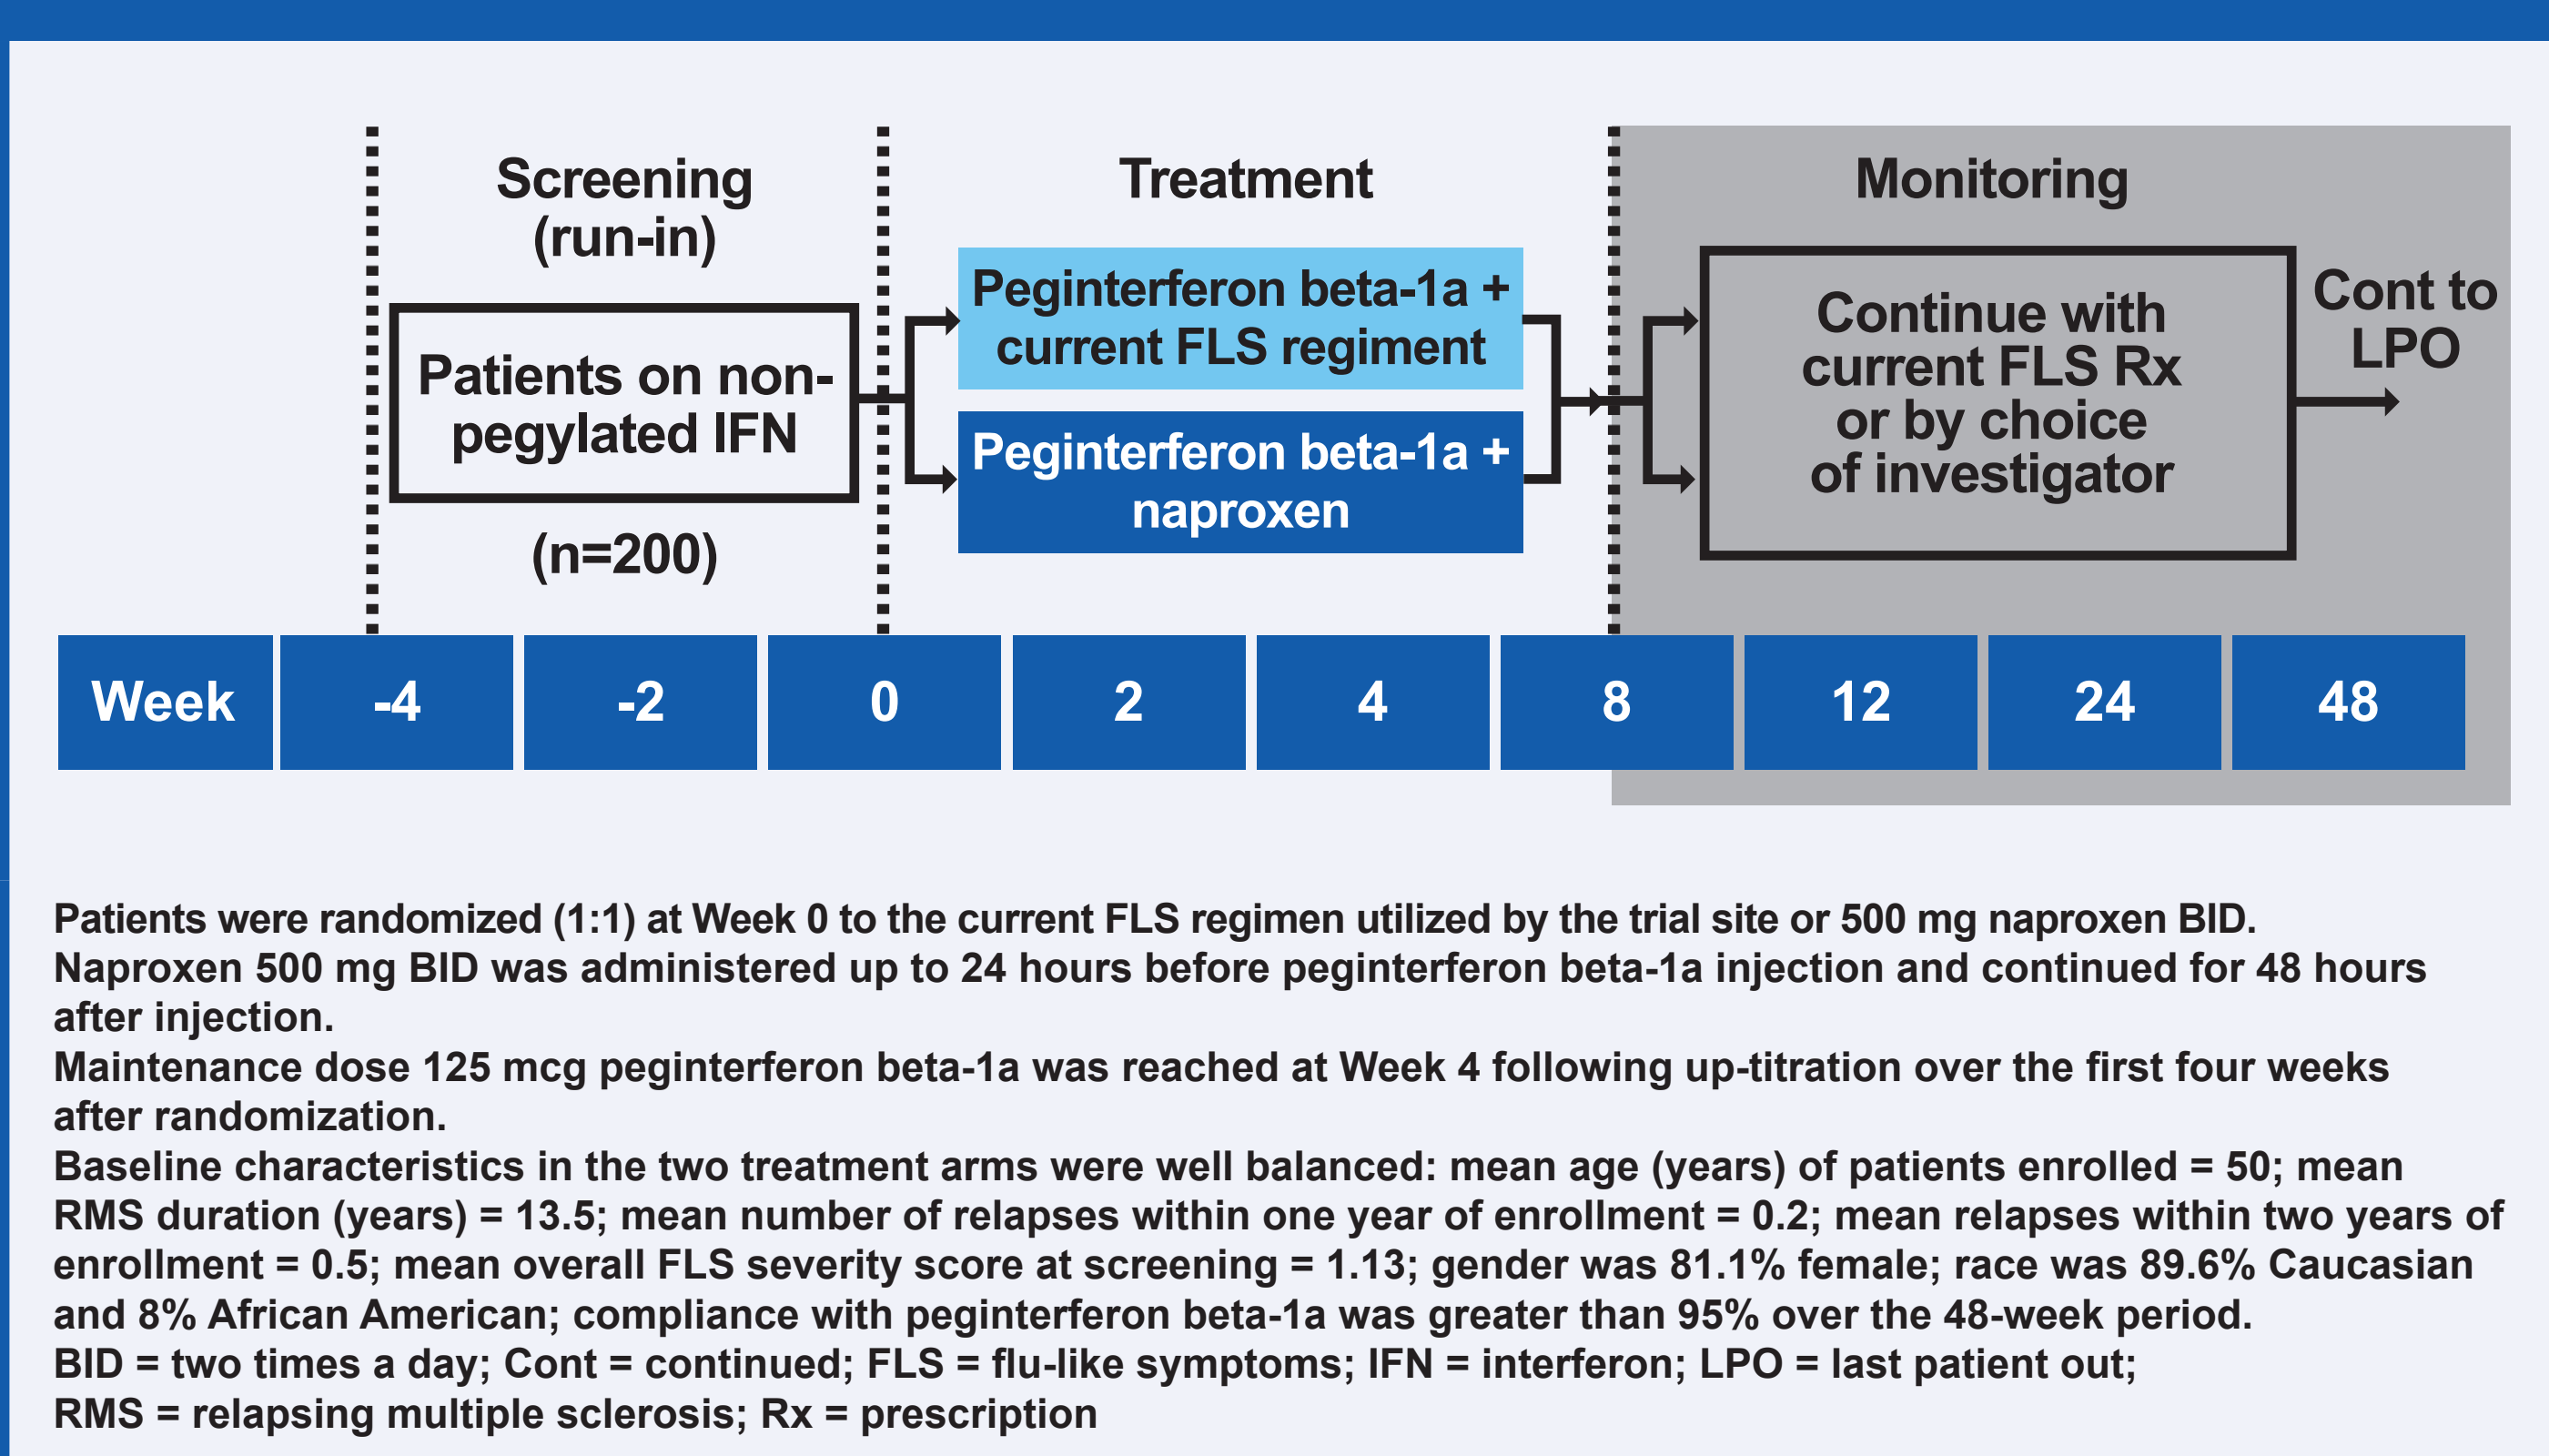 Screening
(run-in)
Patients on non-
pegylated IFN
(n=200)
Treatment
Peginterferon beta-1a +
current FLS regiment
Peginterferon beta-1a +
naproxen
Monitoring
Continue with
current FLS Rx
or by choice
of investigator
Cont to
LPO
Week -4 -2 0 2 4 8 12 24 48
Patients were randomized (1:1) at Week 0 to the current FLS regimen utilized by the trial site or 500 mg naproxen BID.
Naproxen 500 mg BID was administered up to 24 hours before peginterferon beta-1a injection and continued for 48 hours
after injection.
Maintenance dose 125 mcg peginterferon beta-1a was reached at Week 4 following up-titration over the first four weeks
after randomization.
Baseline characteristics in the two treatment arms were well balanced: mean age (years) of patients enrolled = 50; mean
RMS duration (years) = 13.5; mean number of relapses within one year of enrollment = 0.2; mean relapses within two years of
enrollment = 0.5; mean overall FLS severity score at screening = 1.13; gender was 81.1% female; race was 89.6% Caucasian
and 8% African American; compliance with peginterferon beta-1a was greater than 95% over the 48-week period.
BID = two times a day; Cont = continued; FLS = flu-like symptoms; IFN = interferon; LPO = last patient out;
RMS = relapsing multiple sclerosis; Rx = prescription